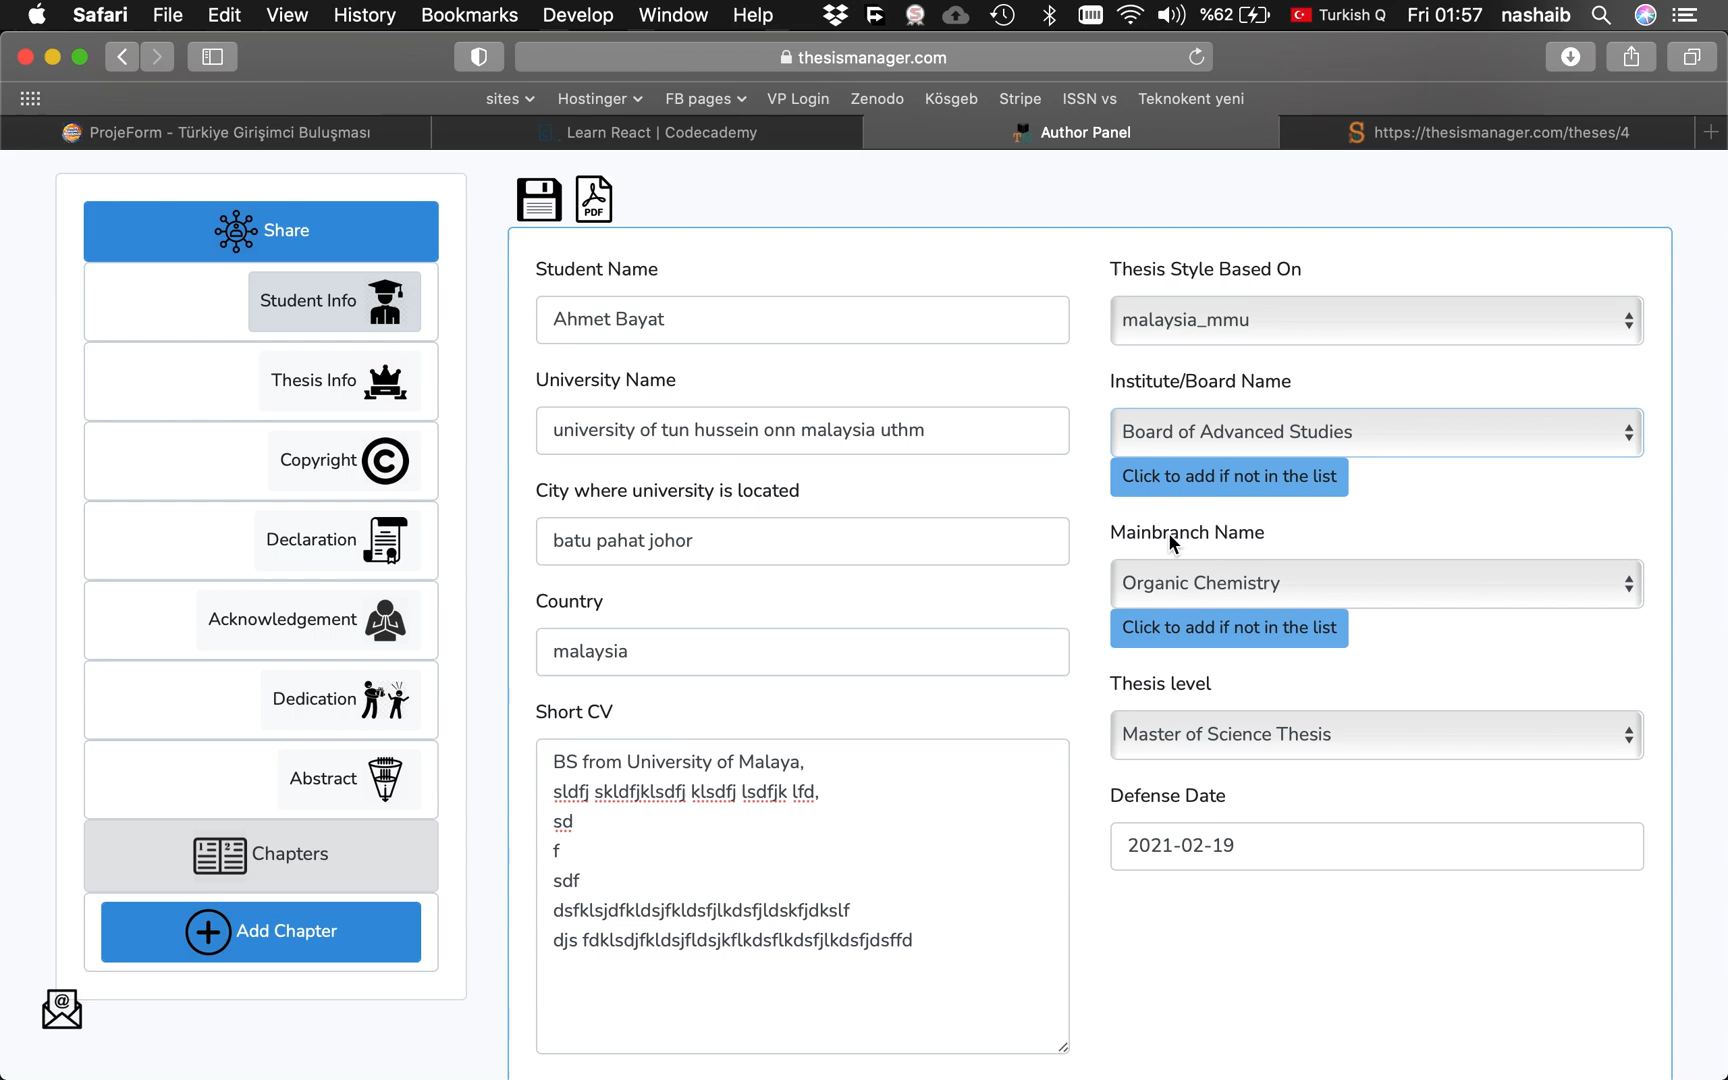 Safari File Edit View History Bookmarks Develop Window Help %62 Turkish Q Fri 01:57 nashaib
thesismanager.com
sites Hostinger FB pages VP Login Zenodo Kösgeb Stripe ISSN vs Teknokent yeni
ProjeForm - Türkiye Girişimci Buluşması Learn React | Codecademy Author Panel https://thesismanager.com/theses/4
Share
Student Info
Thesis Info
Copyright
Declaration
Acknowledgement
Dedication
Abstract
Chapters
Add Chapter
PDF
Student Name
Ahmet Bayat
University Name
university of tun hussein onn malaysia uthm
City where university is located
batu pahat johor
Country
malaysia
Short CV
BS from University of Malaya,
sldfj skldfjklsdfj klsdfj lsdfjk lfd,
sd
f
sdf
dsfklsjdfkldsjfkldsfjlkdsfjldskfjdkslf
djs fdklsdjfkldsjfldsjkflkdsflkdsfjlkdsfjdsffd
Thesis Style Based On
malaysia_mmu
Institute/Board Name
Board of Advanced Studies
Click to add if not in the list
Mainbranch Name
Organic Chemistry
Click to add if not in the list
Thesis level
Master of Science Thesis
Defense Date
2021-02-19